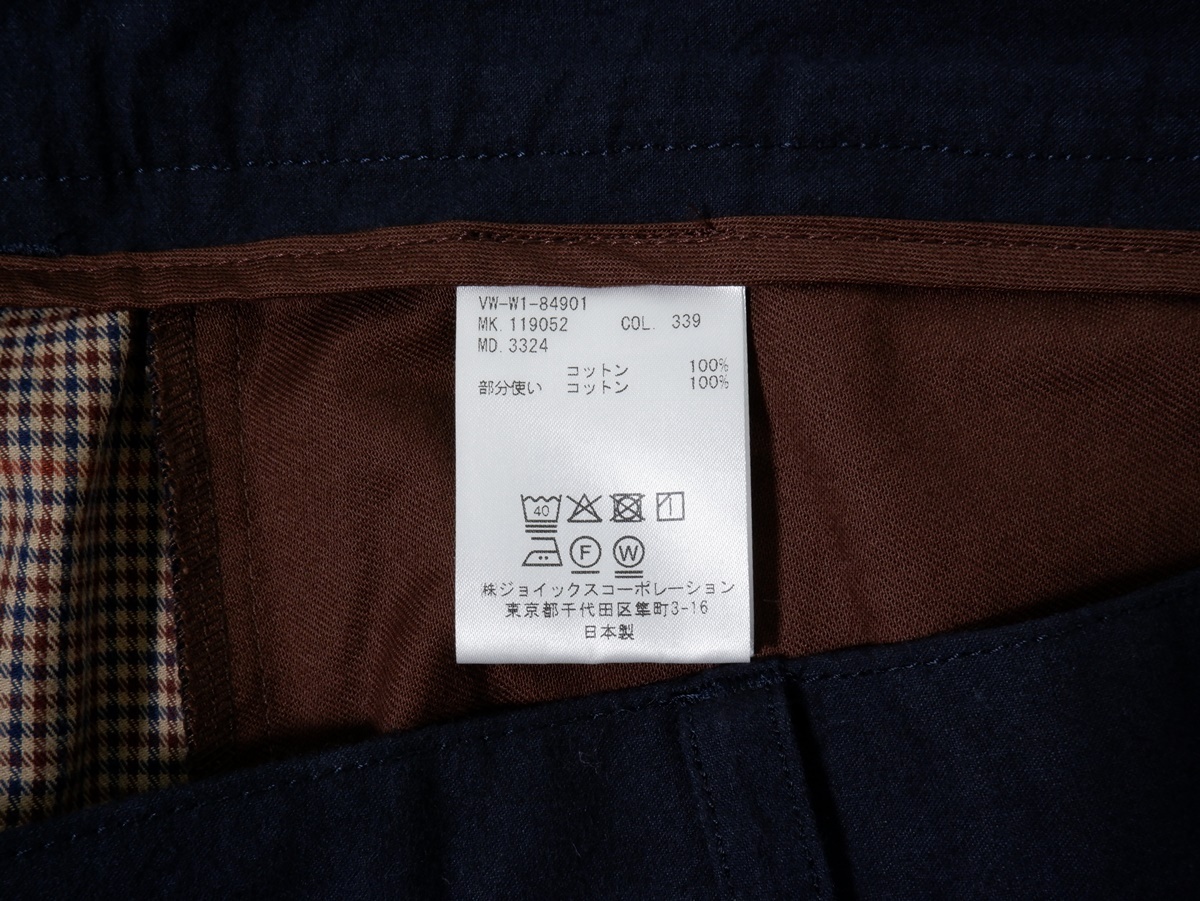 VW-W1-84901
MK. 119052 COL. 339
MD. 3324
コットン 100%
部分使い コットン 100%
40
F W
株ジョイックスコーポレーション
東京都千代田区隼町3-16
日本製